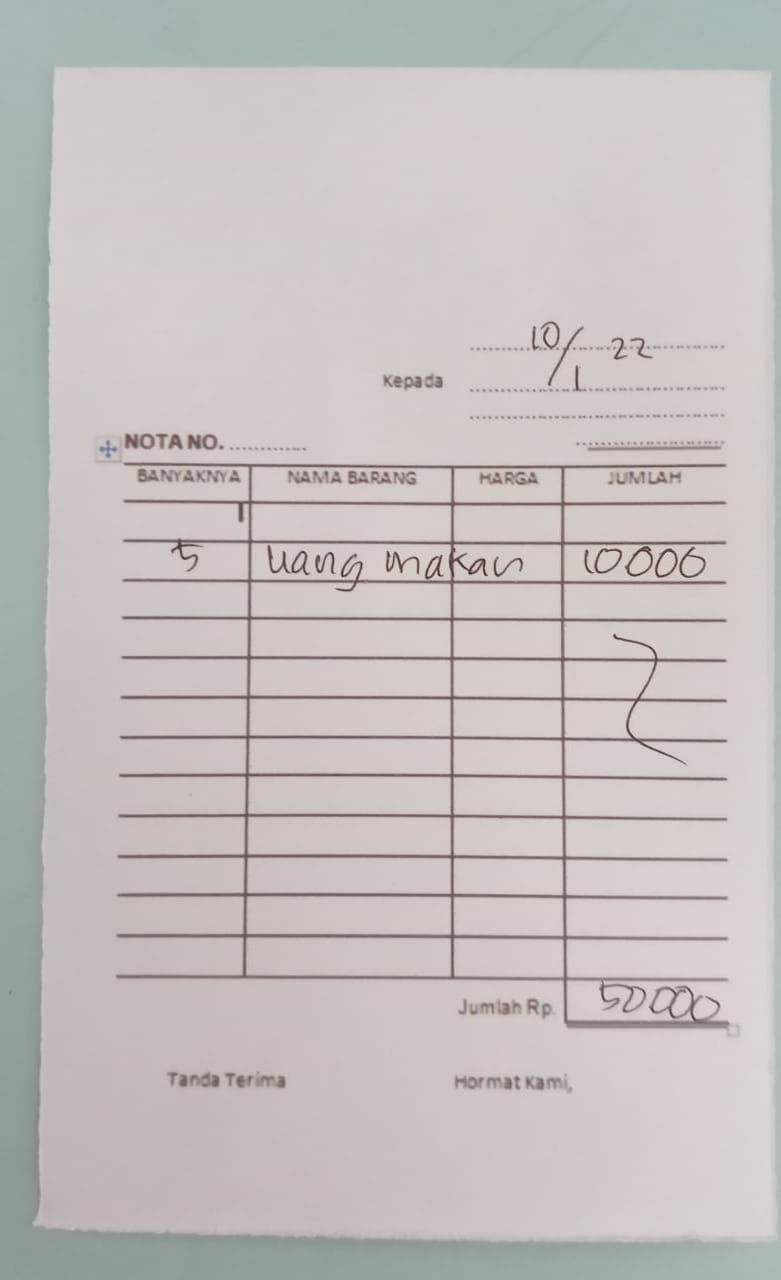 10/1 22
Kepada
NOTA NO. ............
BANYAKNYA NAMA BARANG HARGA JUMLAH
5 uang makan 10000
Jumlah Rp. 50000
Tanda Terima Hormat Kami,